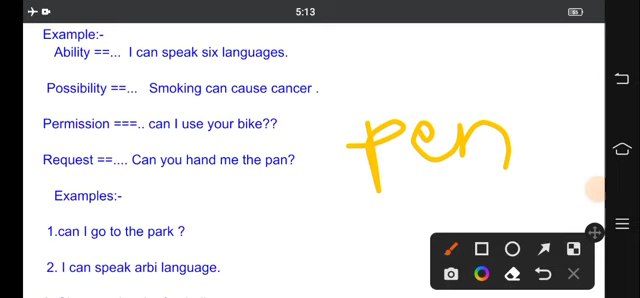 5:13
Example:-
Ability ==... I can speak six languages.
Possibility ==... Smoking can cause cancer .
Permission ===.. can I use your bike??
pen
Request ==.... Can you hand me the pan?
Examples:-
1.can I go to the park ?
2. I can speak arbi language.